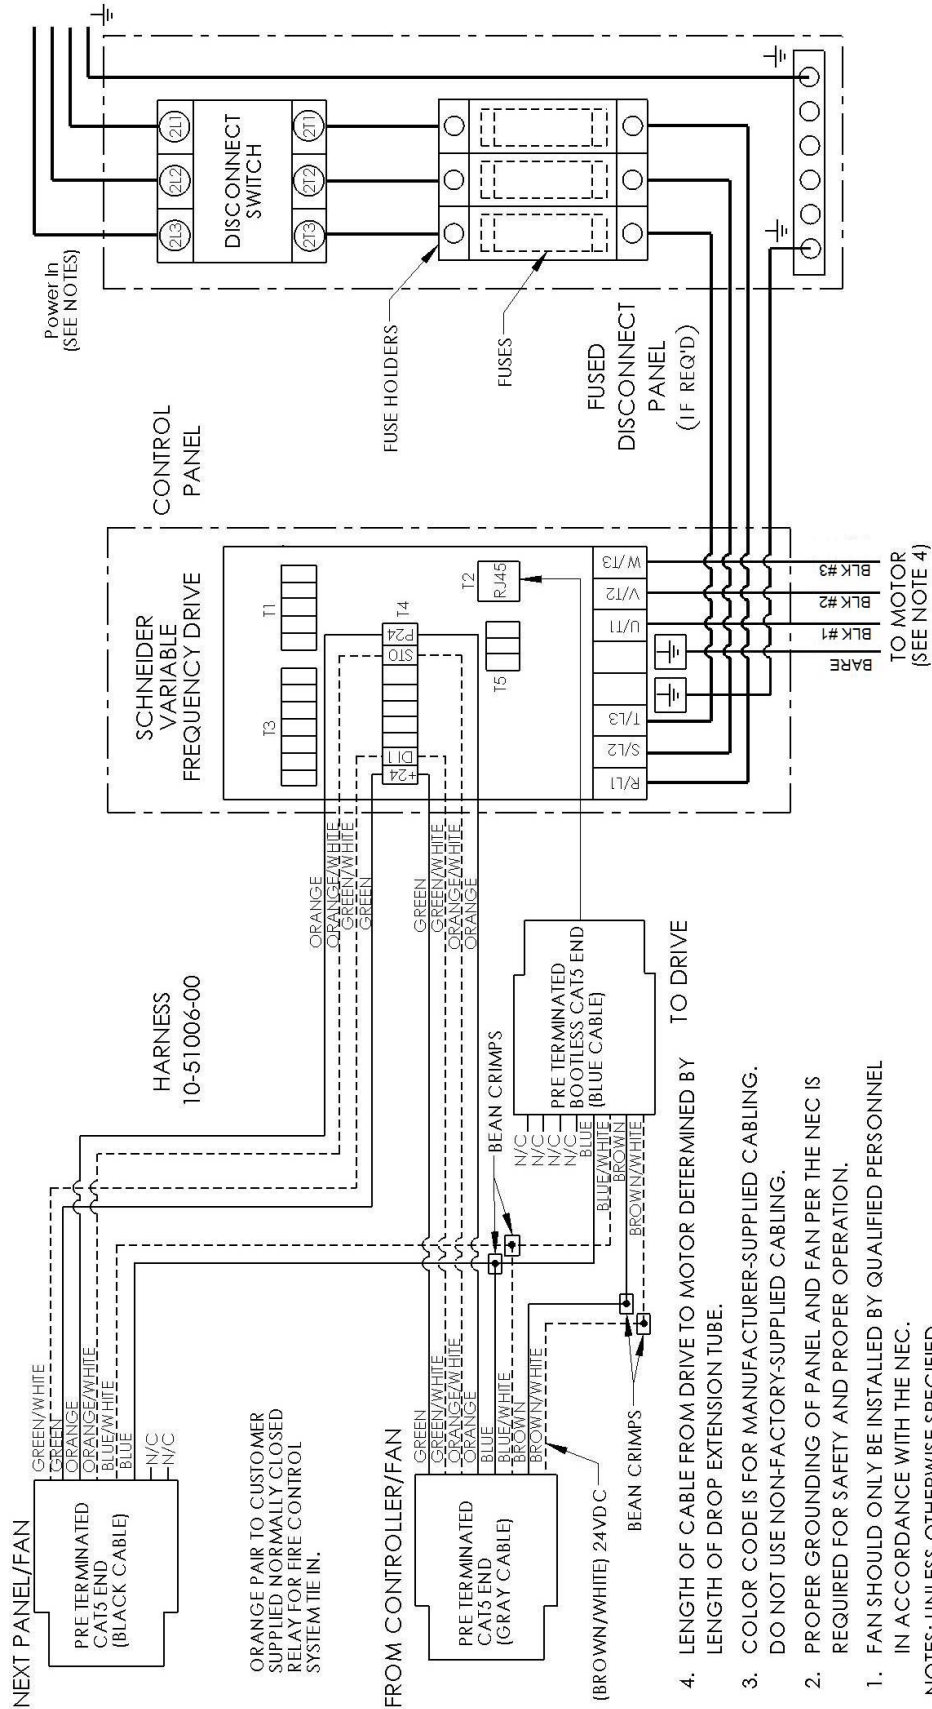 NEXT PANEL/FAN
PRE TERMINATED
CAT5 END
(BLACK CABLE)
GREEN/WHITE
GREEN
ORANGE
ORANGE/WHITE
BLUE/WHITE
BLUE
N/C
N/C
HARNESS
10-51006-00
ORANGE PAIR TO CUSTOMER
SUPPLIED NORMALLY CLOSED
RELAY FOR FIRE CONTROL
SYSTEM TIE IN.
FROM CONTROLLER/FAN
PRE TERMINATED
CAT5 END
(GRAY CABLE)
GREEN
GREEN/WHITE
ORANGE/WHITE
ORANGE
BLUE
BLUE/WHITE
BROWN
BROWN/WHITE
(BROWN/WHITE) 24VDC
BEAN CRIMPS
BEAN CRIMPS
N/C
N/C
N/C
N/C
BLUE
BLUE/WHITE
BROWN
BROWN/WHITE
PRE TERMINATED
BOOTLESS CAT5 END
(BLUE CABLE)
TO DRIVE
ORANGE
ORANGE/WHITE
GREEN/WHITE
GREEN
GREEN
GREEN/WHITE
ORANGE/WHITE
ORANGE
CONTROL
PANEL
SCHNEIDER
VARIABLE
FREQUENCY DRIVE
T3
T1
+24
DI1
STO
P24
T4
T5
T2
RJ45
R/L1
S/L2
T/L3
U/T1
V/T2
W/T3
BARE
BLK #1
BLK #2
BLK #3
TO MOTOR
(SEE NOTE 4)
Power In
(SEE NOTES)
2L3
2L2
2L1
DISCONNECT
SWITCH
2T3
2T2
2T1
FUSE HOLDERS
FUSES
FUSED
DISCONNECT
PANEL
(IF REQ'D)
4. LENGTH OF CABLE FROM DRIVE TO MOTOR DETERMINED BY
LENGTH OF DROP EXTENSION TUBE.
3. COLOR CODE IS FOR MANUFACTURER-SUPPLIED CABLING.
DO NOT USE NON-FACTORY-SUPPLIED CABLING.
2. PROPER GROUNDING OF PANEL AND FAN PER THE NEC IS
REQUIRED FOR SAFETY AND PROPER OPERATION.
1. FAN SHOULD ONLY BE INSTALLED BY QUALIFIED PERSONNEL
IN ACCORDANCE WITH THE NEC.
NOTES: UNLESS OTHERWISE SPECIFIED